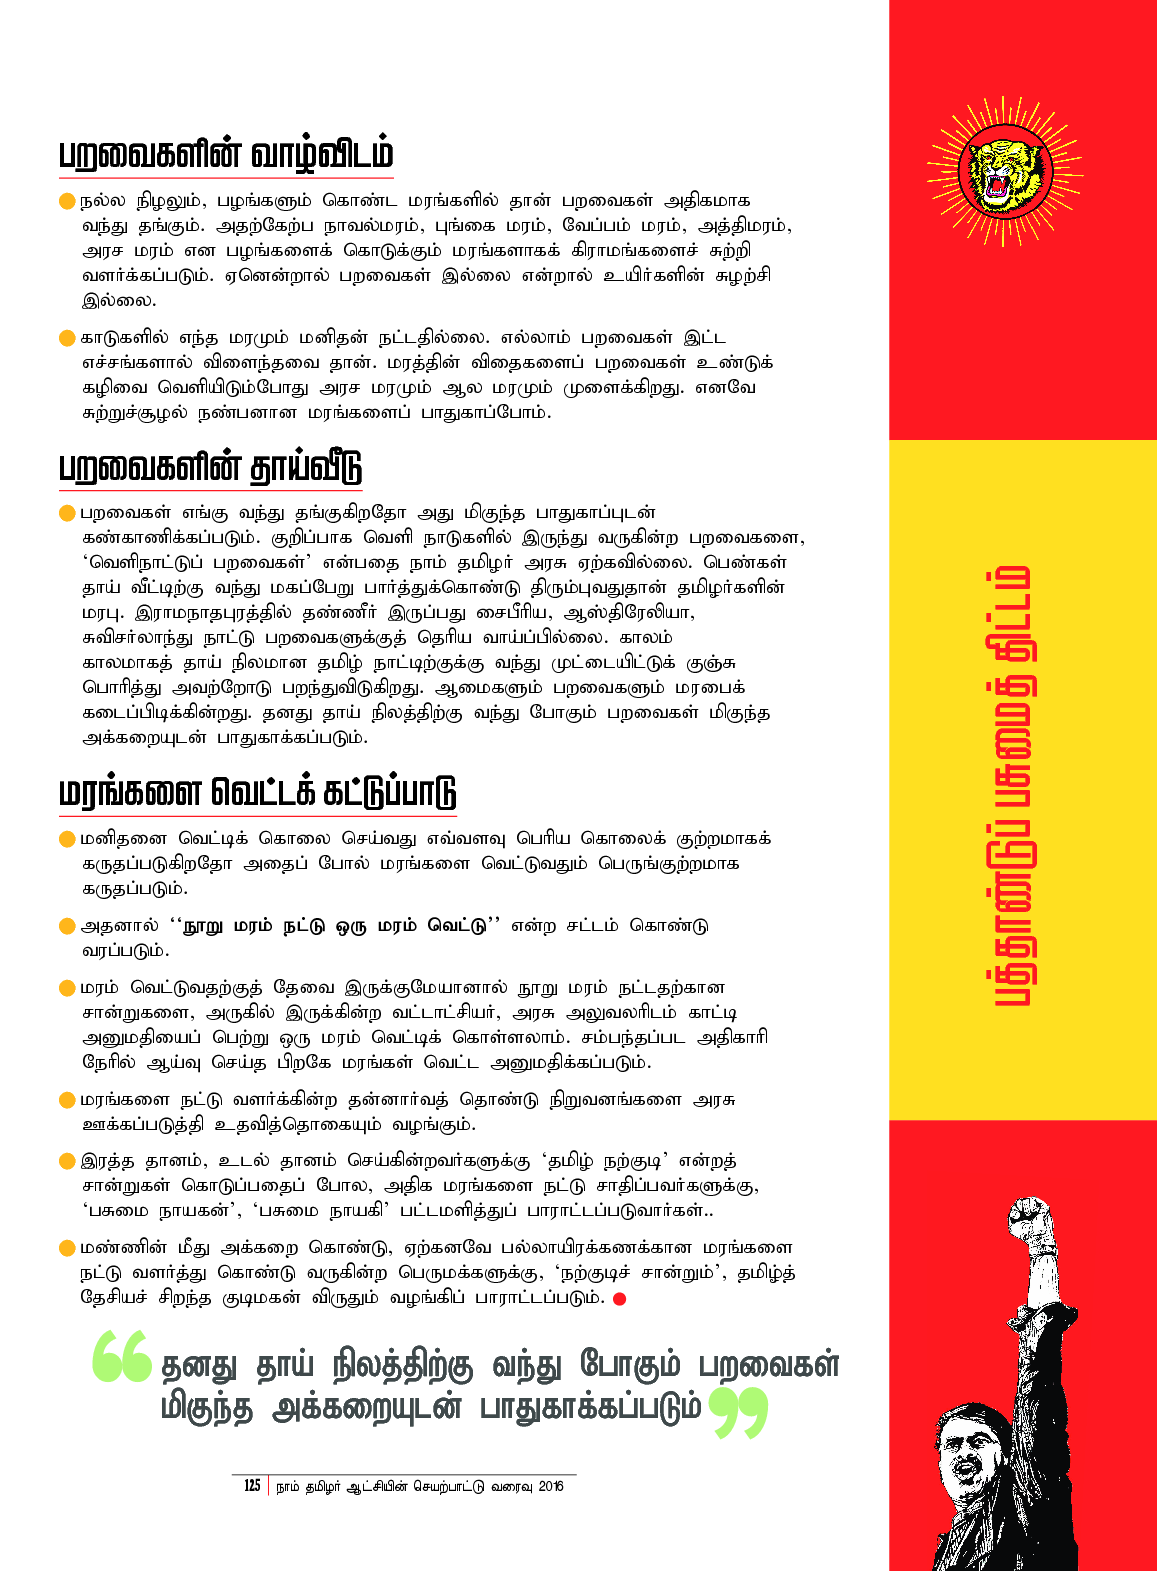 பறவைகளின் வாழ்விடம்
நல்ல நிழலும், பழங்களும் கொண்ட மரங்களில் தான் பறவைகள் அதிகமாக
வந்து தங்கும். அதற்கேற்ப நாவல்மரம், புங்கை மரம், வேப்பம் மரம், அத்திமரம்,
அரச மரம் என பழங்களைக் கொடுக்கும் மரங்களாகக் கிராமங்களைச் சுற்றி
வளர்க்கப்படும். ஏனென்றால் பறவைகள் இல்லை என்றால் உயிர்களின் சுழற்சி
இல்லை.
காடுகளில் எந்த மரமும் மனிதன் நட்டதில்லை. எல்லாம் பறவைகள் இட்ட
எச்சங்களால் விளைந்தவை தான். மரத்தின் விதைகளைப் பறவைகள் உண்டுக்
கழிவை வெளியிடும்போது அரச மரமும் ஆல மரமும் முளைக்கிறது. எனவே
சுற்றுச்சூழல் நண்பனான மரங்களைப் பாதுகாப்போம்.
பறவைகளின் தாய்வீடு
பறவைகள் எங்கு வந்து தங்குகிறதோ அது மிகுந்த பாதுகாப்புடன்
கண்காணிக்கப்படும். குறிப்பாக வெளி நாடுகளில் இருந்து வருகின்ற பறவைகளை,
‘வெளிநாட்டுப் பறவைகள்’ என்பதை நாம் தமிழர் அரசு ஏற்கவில்லை. பெண்கள்
தாய் வீட்டிற்கு வந்து மகப்பேறு பார்த்துக்கொண்டு திரும்புவதுதான் தமிழர்களின்
மரபு. இராமநாதபுரத்தில் தண்ணீர் இருப்பது சைபீரிய, ஆஸ்திரேலியா,
சுவிசர்லாந்து நாட்டு பறவைகளுக்குத் தெரிய வாய்ப்பில்லை. காலம்
காலமாகத் தாய் நிலமான தமிழ் நாட்டிற்குக்கு வந்து முட்டையிட்டுக் குஞ்சு
பொரித்து அவற்றோடு பறந்துவிடுகிறது. ஆமைகளும் பறவைகளும் மரபைக்
கடைப்பிடிக்கின்றது. தனது தாய் நிலத்திற்கு வந்து போகும் பறவைகள் மிகுந்த
அக்கறையுடன் பாதுகாக்கப்படும்.
மரங்களை வெட்டக் கட்டுப்பாடு
மனிதனை வெட்டிக் கொலை செய்வது எவ்வளவு பெரிய கொலைக் குற்றமாகக்
கருதப்படுகிறதோ அதைப் போல் மரங்களை வெட்டுவதும் பெருங்குற்றமாக
கருதப்படும்.
அதனால் ‘‘நூறு மரம் நட்டு ஒரு மரம் வெட்டு’’ என்ற சட்டம் கொண்டு
வரப்படும்.
மரம் வெட்டுவதற்குத் தேவை இருக்குமேயானால் நூறு மரம் நட்டதற்கான
சான்றுகளை, அருகில் இருக்கின்ற வட்டாட்சியர், அரசு அலுவலரிடம் காட்டி
அனுமதியைப் பெற்று ஒரு மரம் வெட்டிக் கொள்ளலாம். சம்பந்தப்பட அதிகாரி
நேரில் ஆய்வு செய்த பிறகே மரங்கள் வெட்ட அனுமதிக்கப்படும்.
மரங்களை நட்டு வளர்க்கின்ற தன்னார்வத் தொண்டு நிறுவனங்களை அரசு
ஊக்கப்படுத்தி உதவித்தொகையும் வழங்கும்.
இரத்த தானம், உடல் தானம் செய்கின்றவர்களுக்கு ‘தமிழ் நற்குடி’ என்றத்
சான்றுகள் கொடுப்பதைப் போல, அதிக மரங்களை நட்டு சாதிப்பவர்களுக்கு,
‘பசுமை நாயகன்’, ‘பசுமை நாயகி’ பட்டமளித்துப் பாராட்டப்படுவார்கள்..
மண்ணின் மீது அக்கறை கொண்டு, ஏற்கனவே பல்லாயிரக்கணக்கான மரங்களை
நட்டு வளர்த்து கொண்டு வருகின்ற பெருமக்களுக்கு, ‘நற்குடிச் சான்றும்’, தமிழ்த்
தேசியச் சிறந்த குடிமகன் விருதும் வழங்கிப் பாராட்டப்படும்.
“தனது தாய் நிலத்திற்கு வந்து போகும் பறவைகள்
மிகுந்த அக்கறையுடன் பாதுகாக்கப்படும்”
125 நாம் தமிழர் ஆட்சியின் செயற்பாட்டு வரைவு 2016
பத்தாண்டுப் பசுமைத் திட்டம்